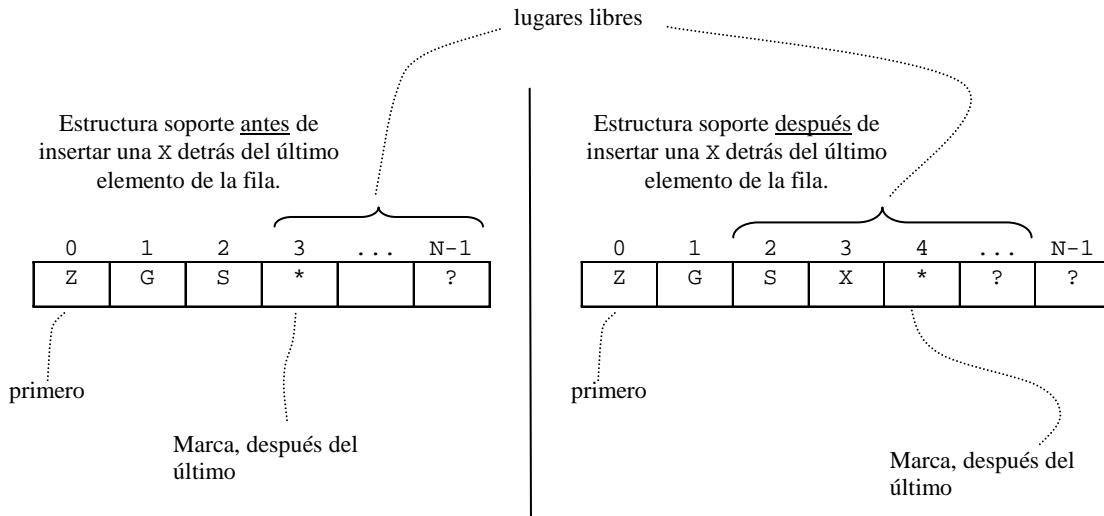 lugares libres
Estructura soporte antes de
insertar una X detrás del último
elemento de la fila.
0 1 2 3 ... N-1
Z G S * ?
primero
Marca, después del
último
Estructura soporte después de
insertar una X detrás del último
elemento de la fila.
0 1 2 3 4 ... N-1
Z G S X * ? ?
primero
Marca, después del
último